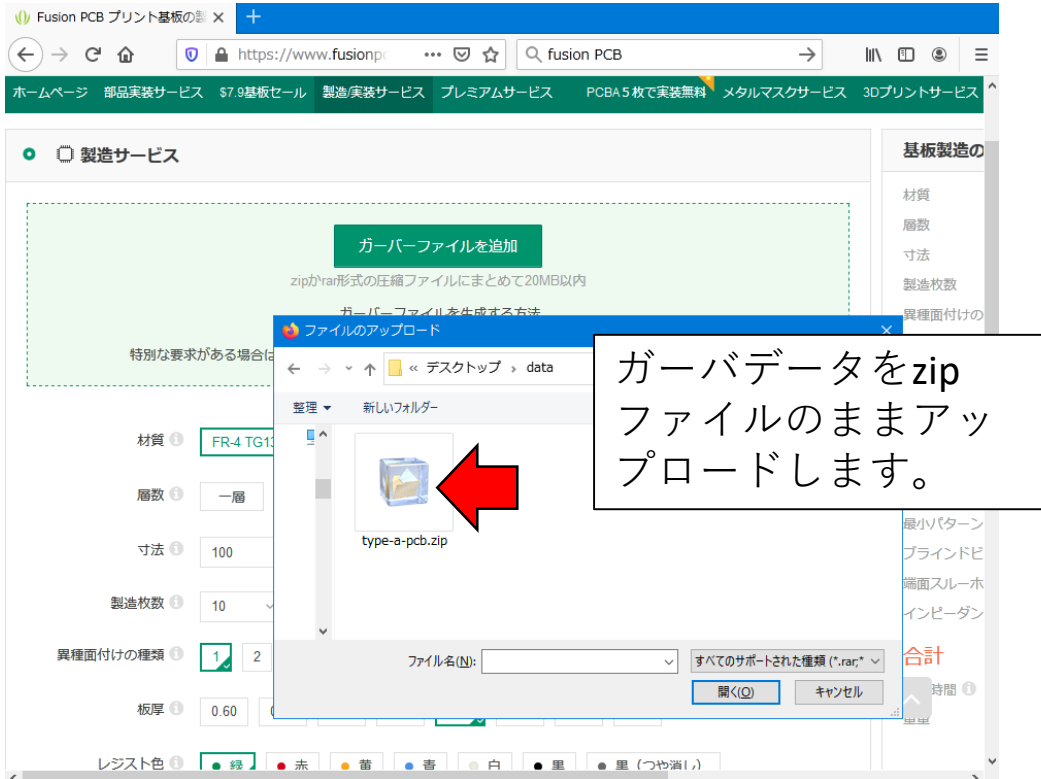 Fusion PCB プリント基板の製
https://www.fusionpc
fusion PCB
ホームページ 部品実装サービス $7.9基板セール 製造/実装サービス プレミアムサービス PCBA５枚で実装無料 メタルマスクサービス 3Dプリントサービス
製造サービス
基板製造の
ガーバーファイルを追加
zipかrar形式の圧縮ファイルにまとめて20MB以内
ガーバーファイルを生成する方法
特別な要求がある場合は
材質
層数
寸法
製造枚数
異種面付けの
ファイルのアップロード
« デスクトップ › data
整理 新しいフォルダー
type-a-pcb.zip
ガーバデータをzip
ファイルのままアッ
プロードします。
材質 FR-4 TG13
層数 一層
寸法 100
製造枚数 10
異種面付けの種類 1 2
板厚 0.60
レジスト色 緑 赤 黄 青 白 黒 黒（つや消し）
ファイル名(N): すべてのサポートされた種類 (*.rar;*
開く(O) キャンセル
最小パターン
ブラインドビ
端面スルーホ
インピーダン
合計
時間
重量